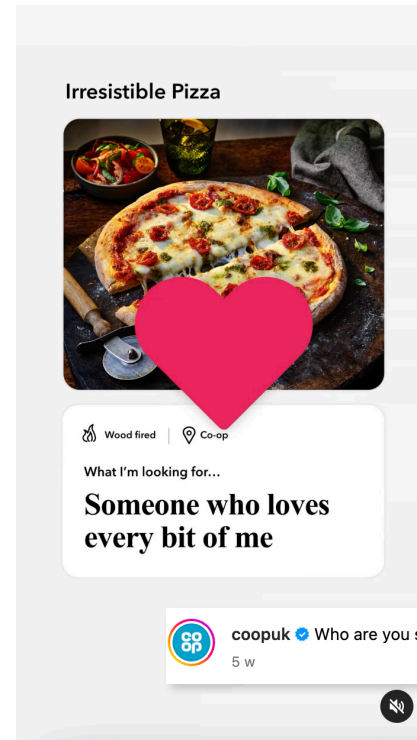 Irresistible Pizza
Wood fired | Co-op
What I'm looking for...
Someone who loves
every bit of me
CO
OP
coopuk Who are you
5 w